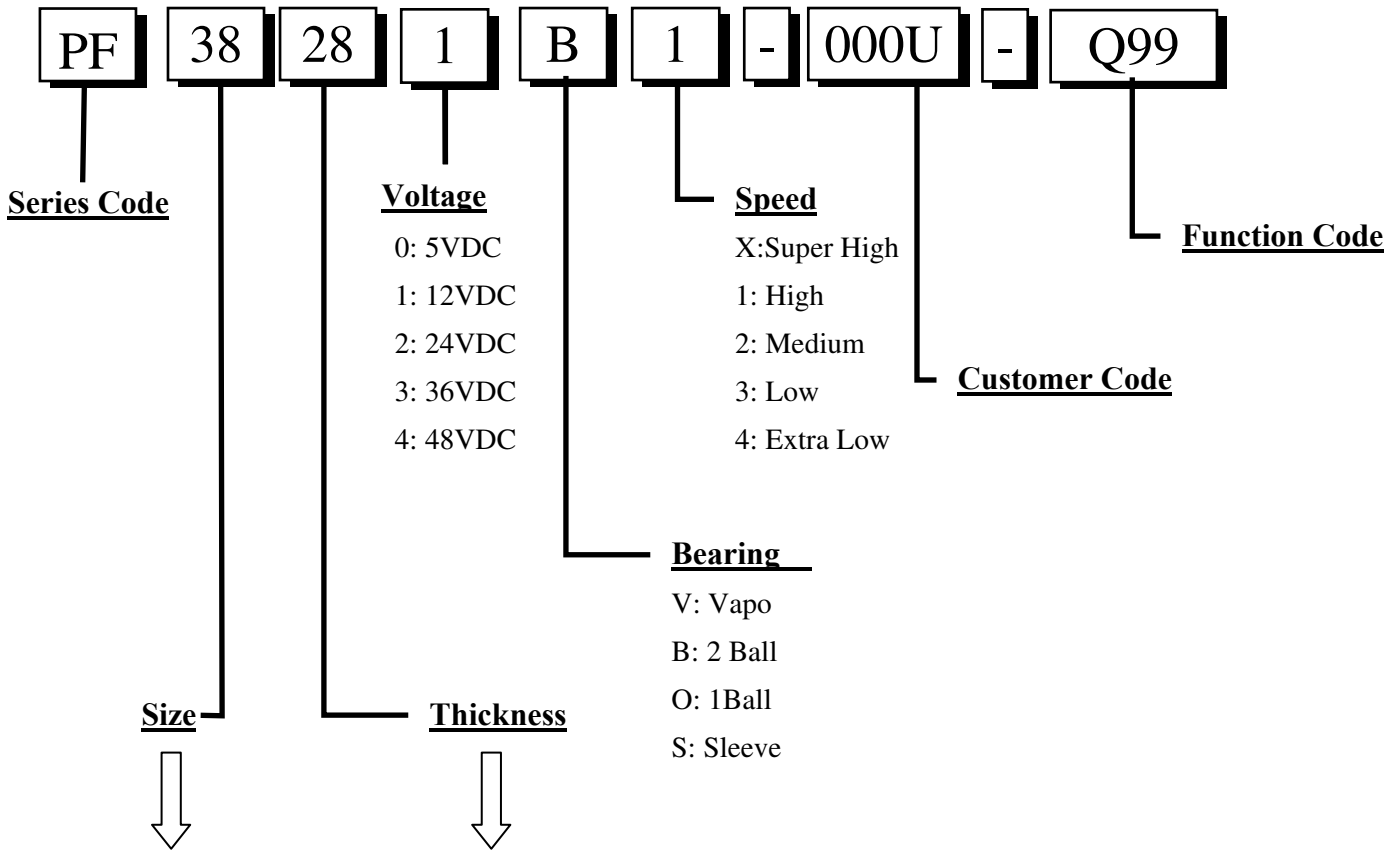 PF 38 28 1 B 1 - 000U - Q99
Series Code
Voltage
0: 5VDC
1: 12VDC
2: 24VDC
3: 36VDC
4: 48VDC
Speed
X:Super High
1: High
2: Medium
3: Low
4: Extra Low
Function Code
Customer Code
Bearing
V: Vapo
B: 2 Ball
O: 1Ball
S: Sleeve
Size
Thickness